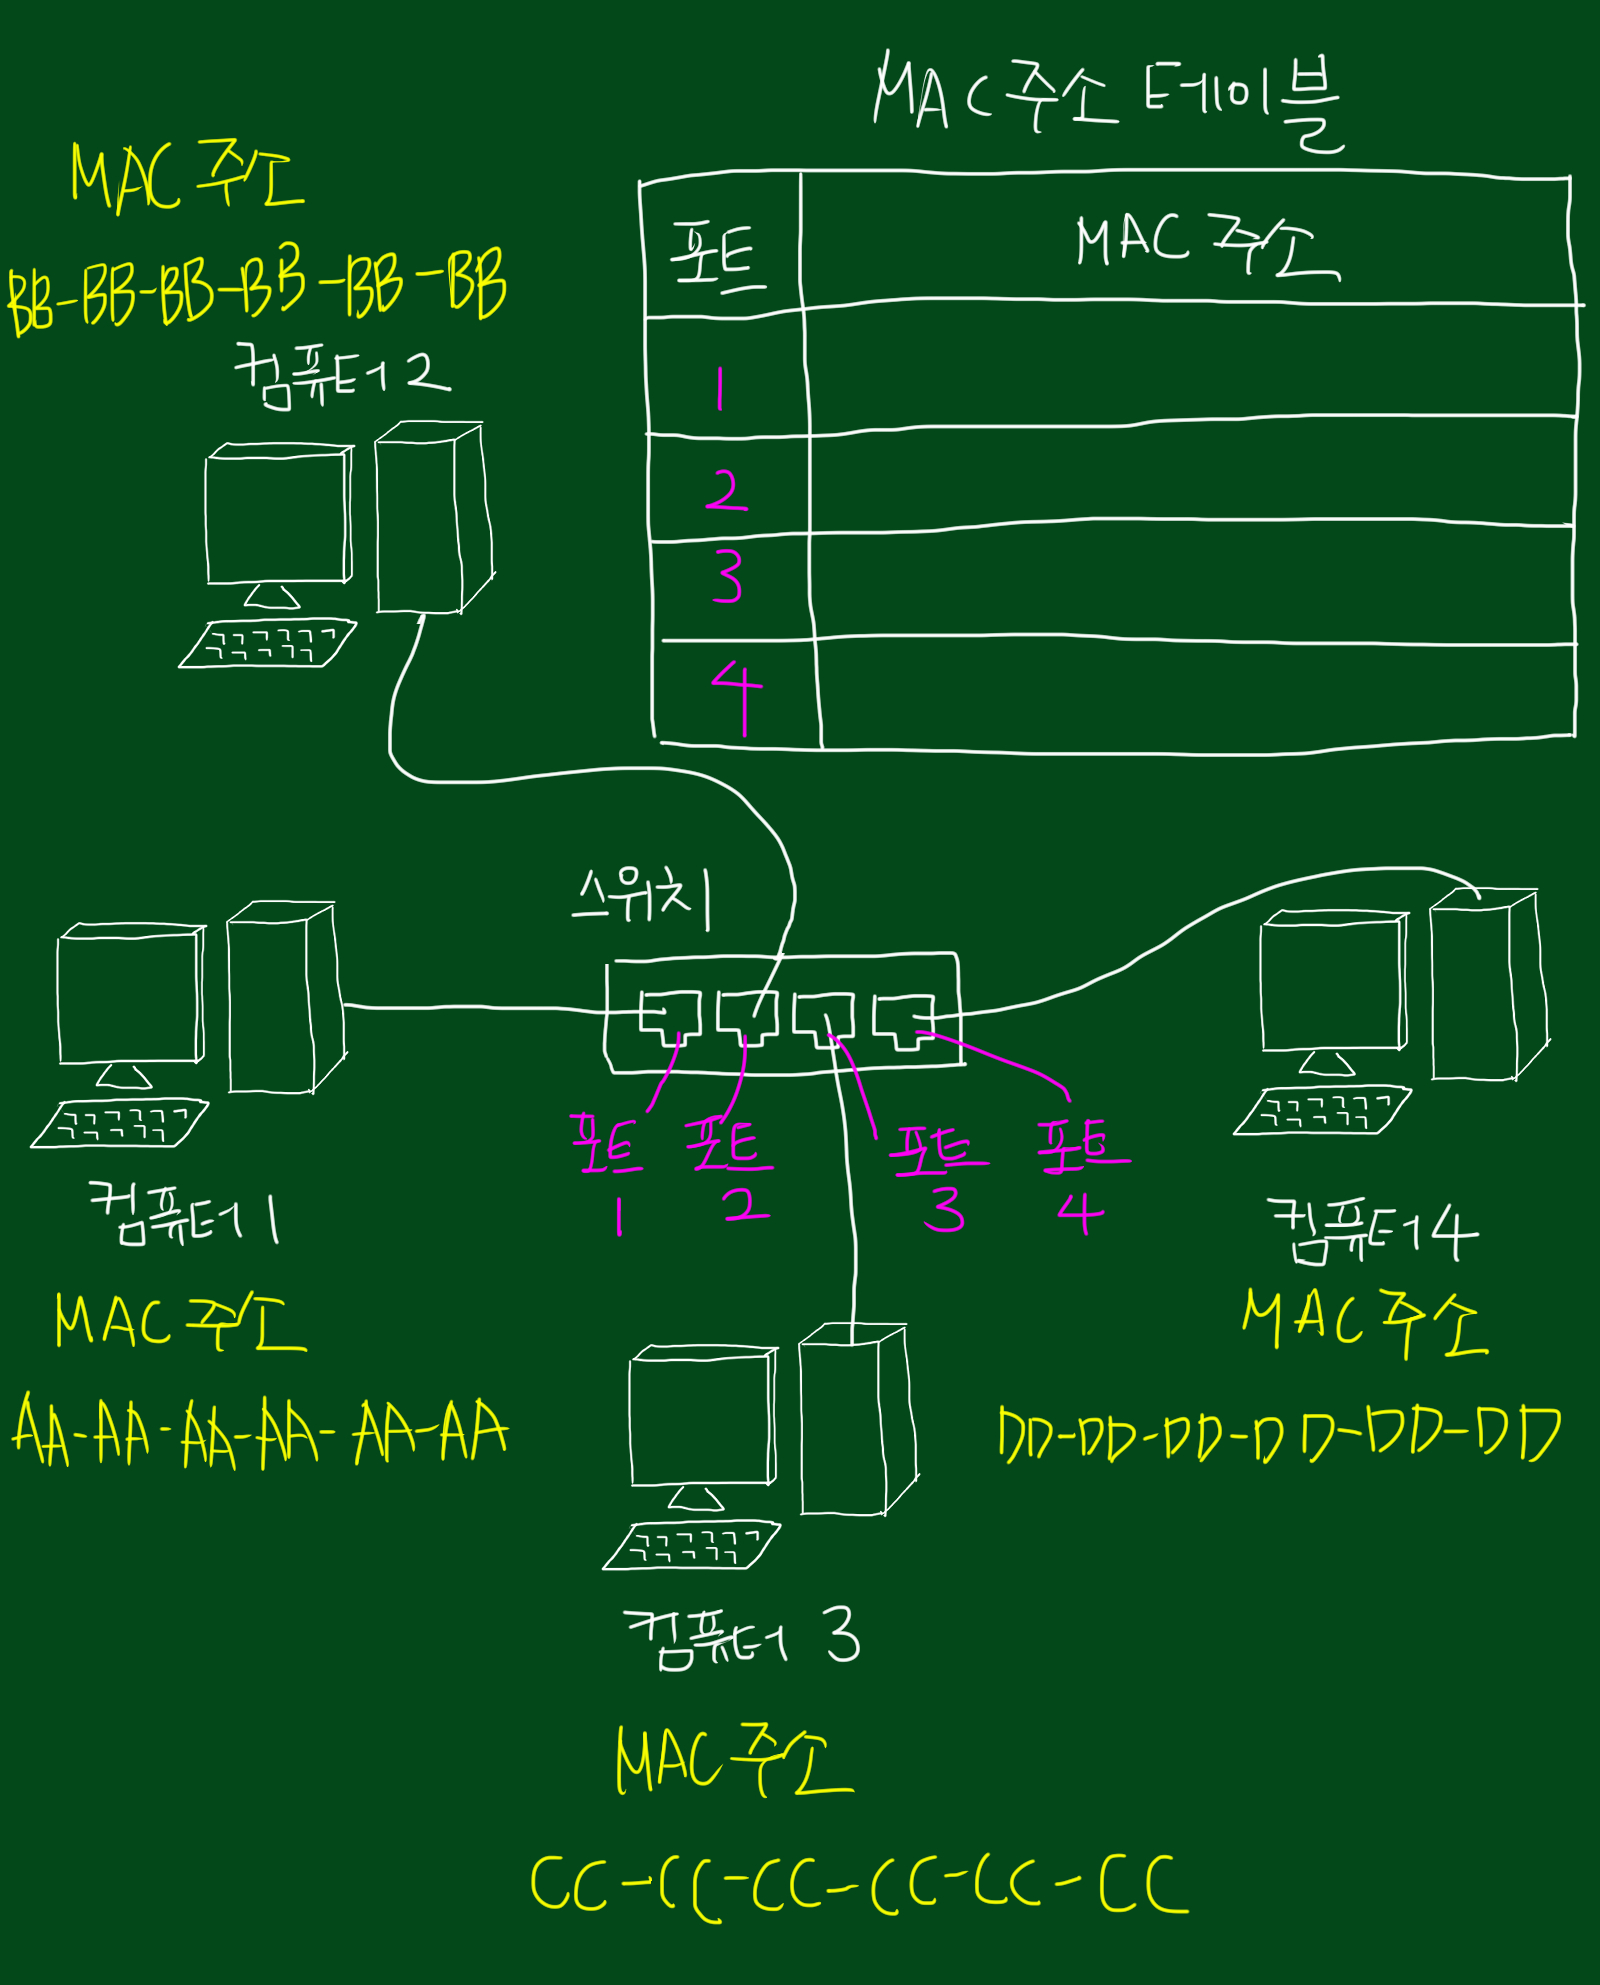 MAC주소 테이블
포트 MAC 주소
1
2
3
4
MAC 주소
BB-BB-BB-BB-BB-BB
컴퓨터2
스위치
포트 1
포트 2
포트 3
포트 4
컴퓨터1
MAC 주소
AA-AA-AA-AA-AA-AA
컴퓨터4
MAC 주소
DD-DD-DD-DD-DD-DD
컴퓨터 3
MAC 주소
CC-CC-CC-CC-CC-CC